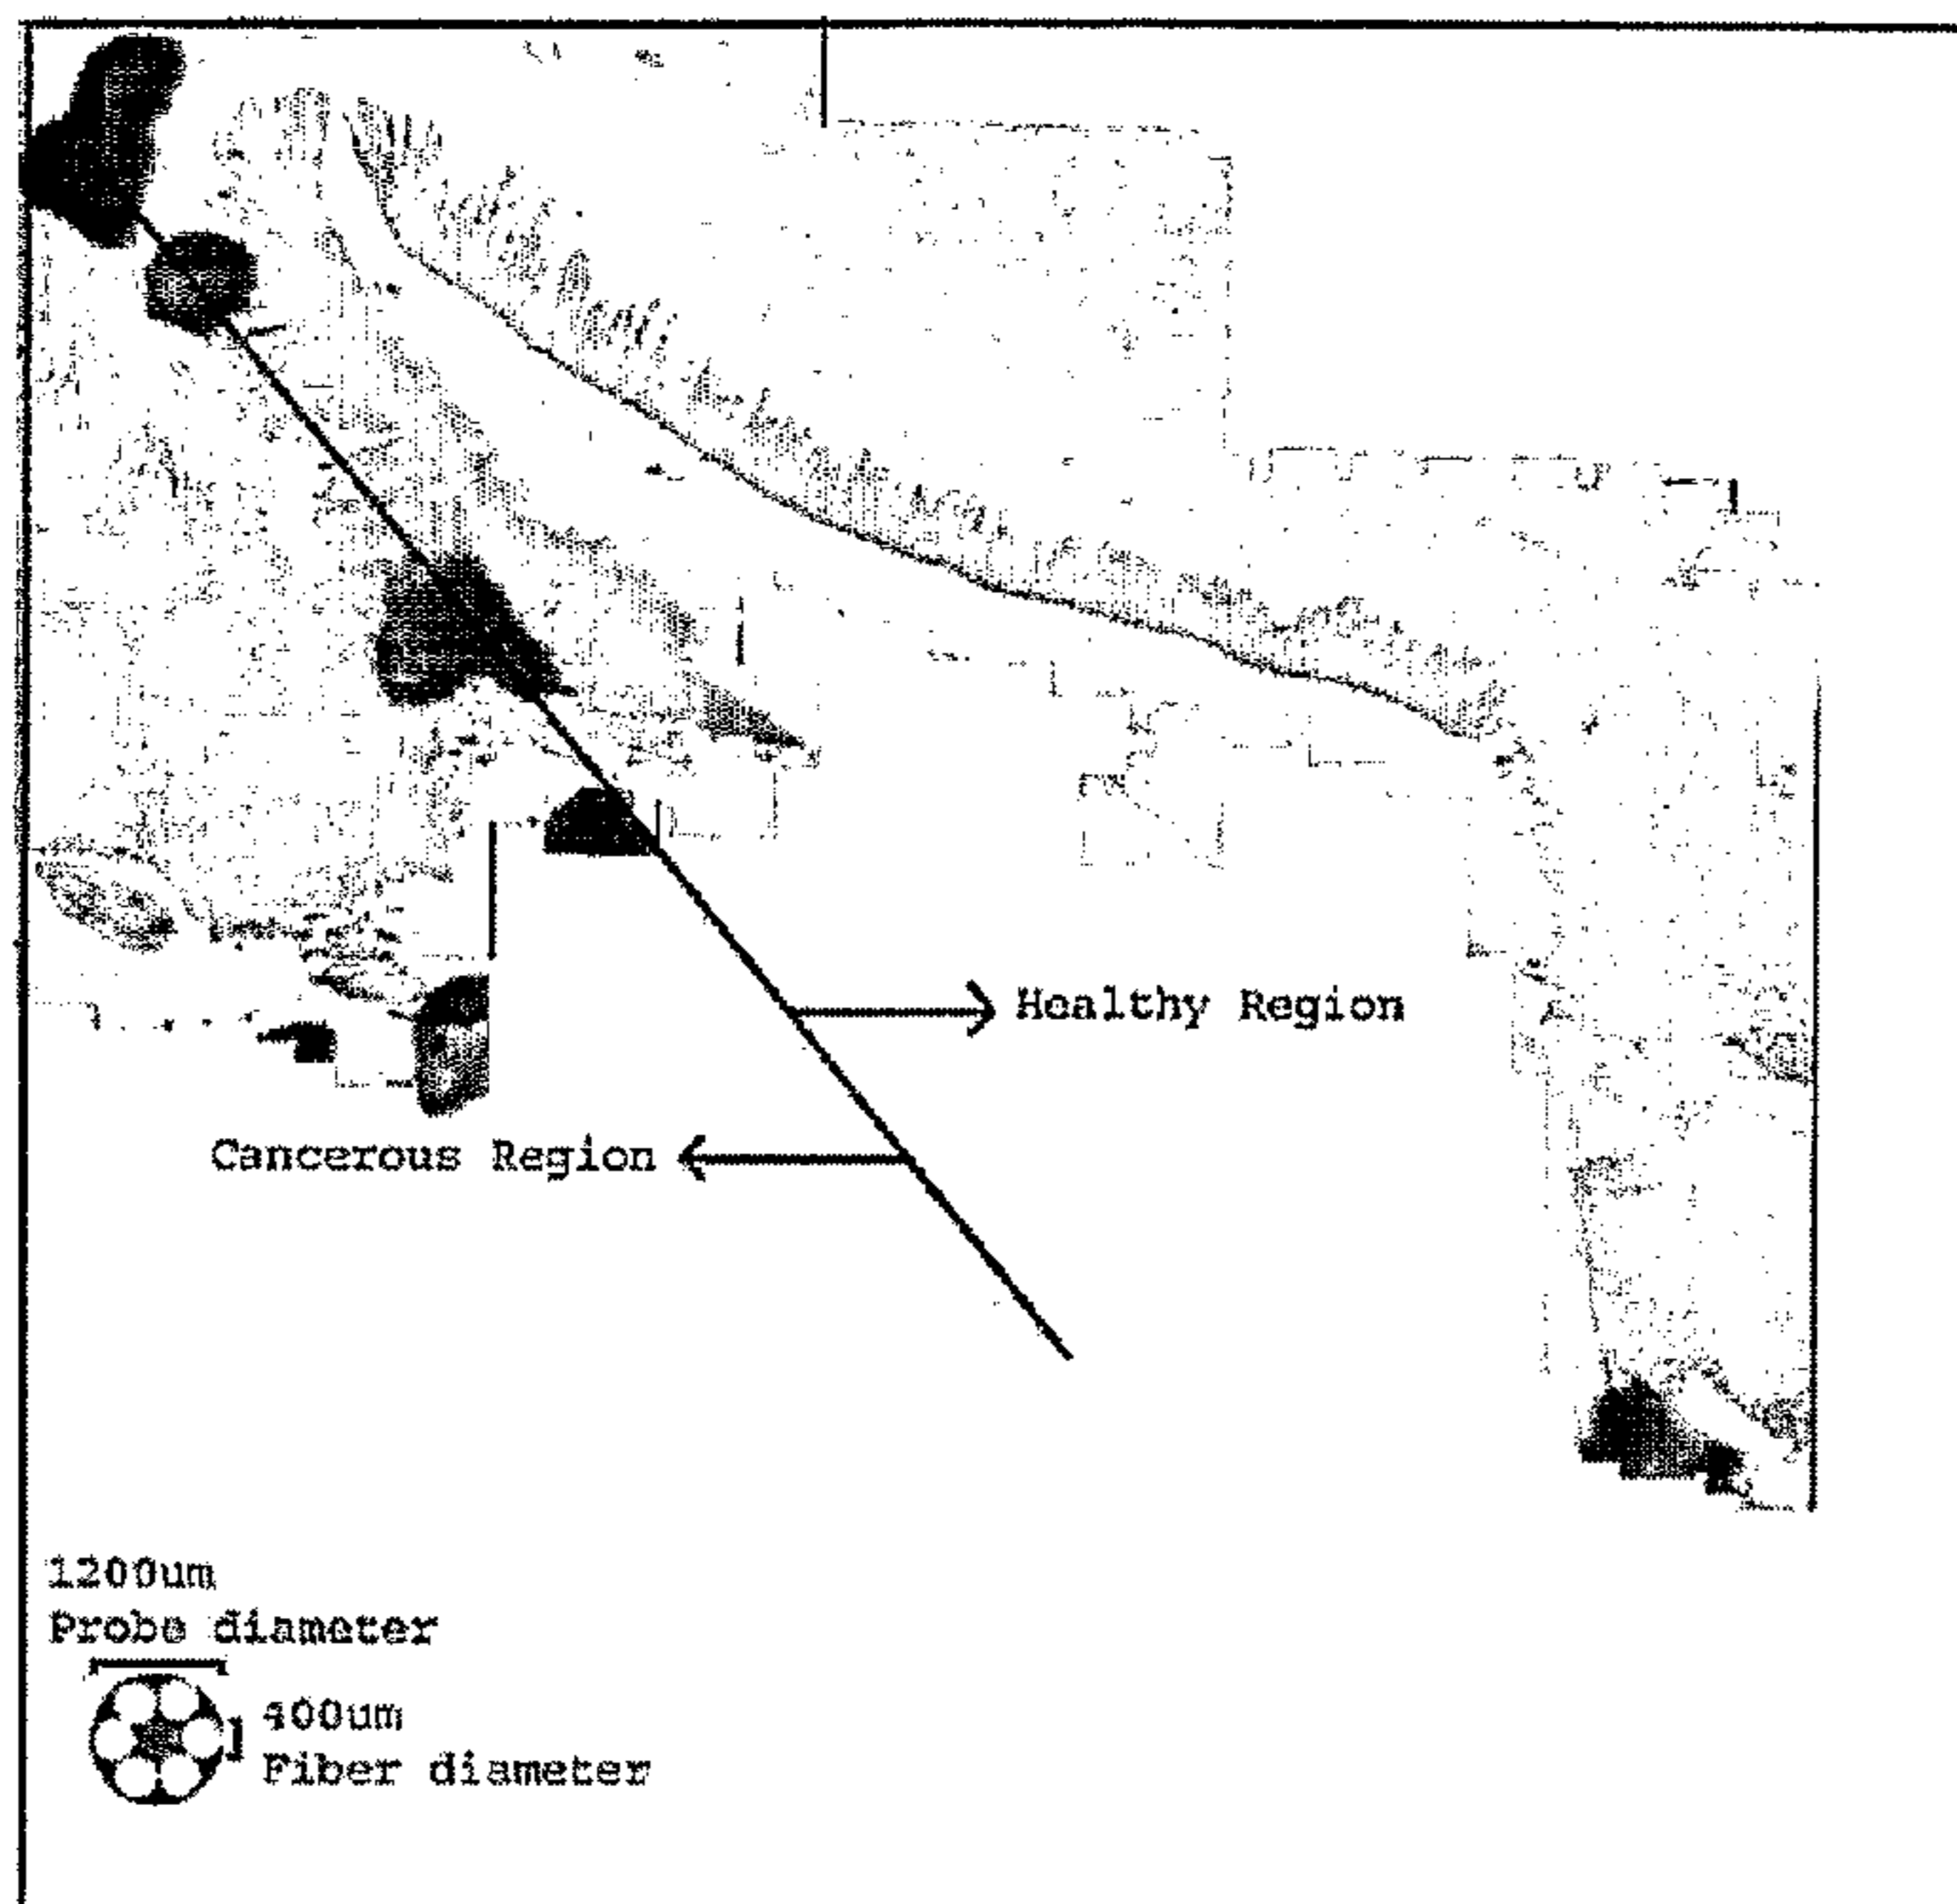 Healthy Region
Cancerous Region
1200um
Probe diameter
400um
Fiber diameter